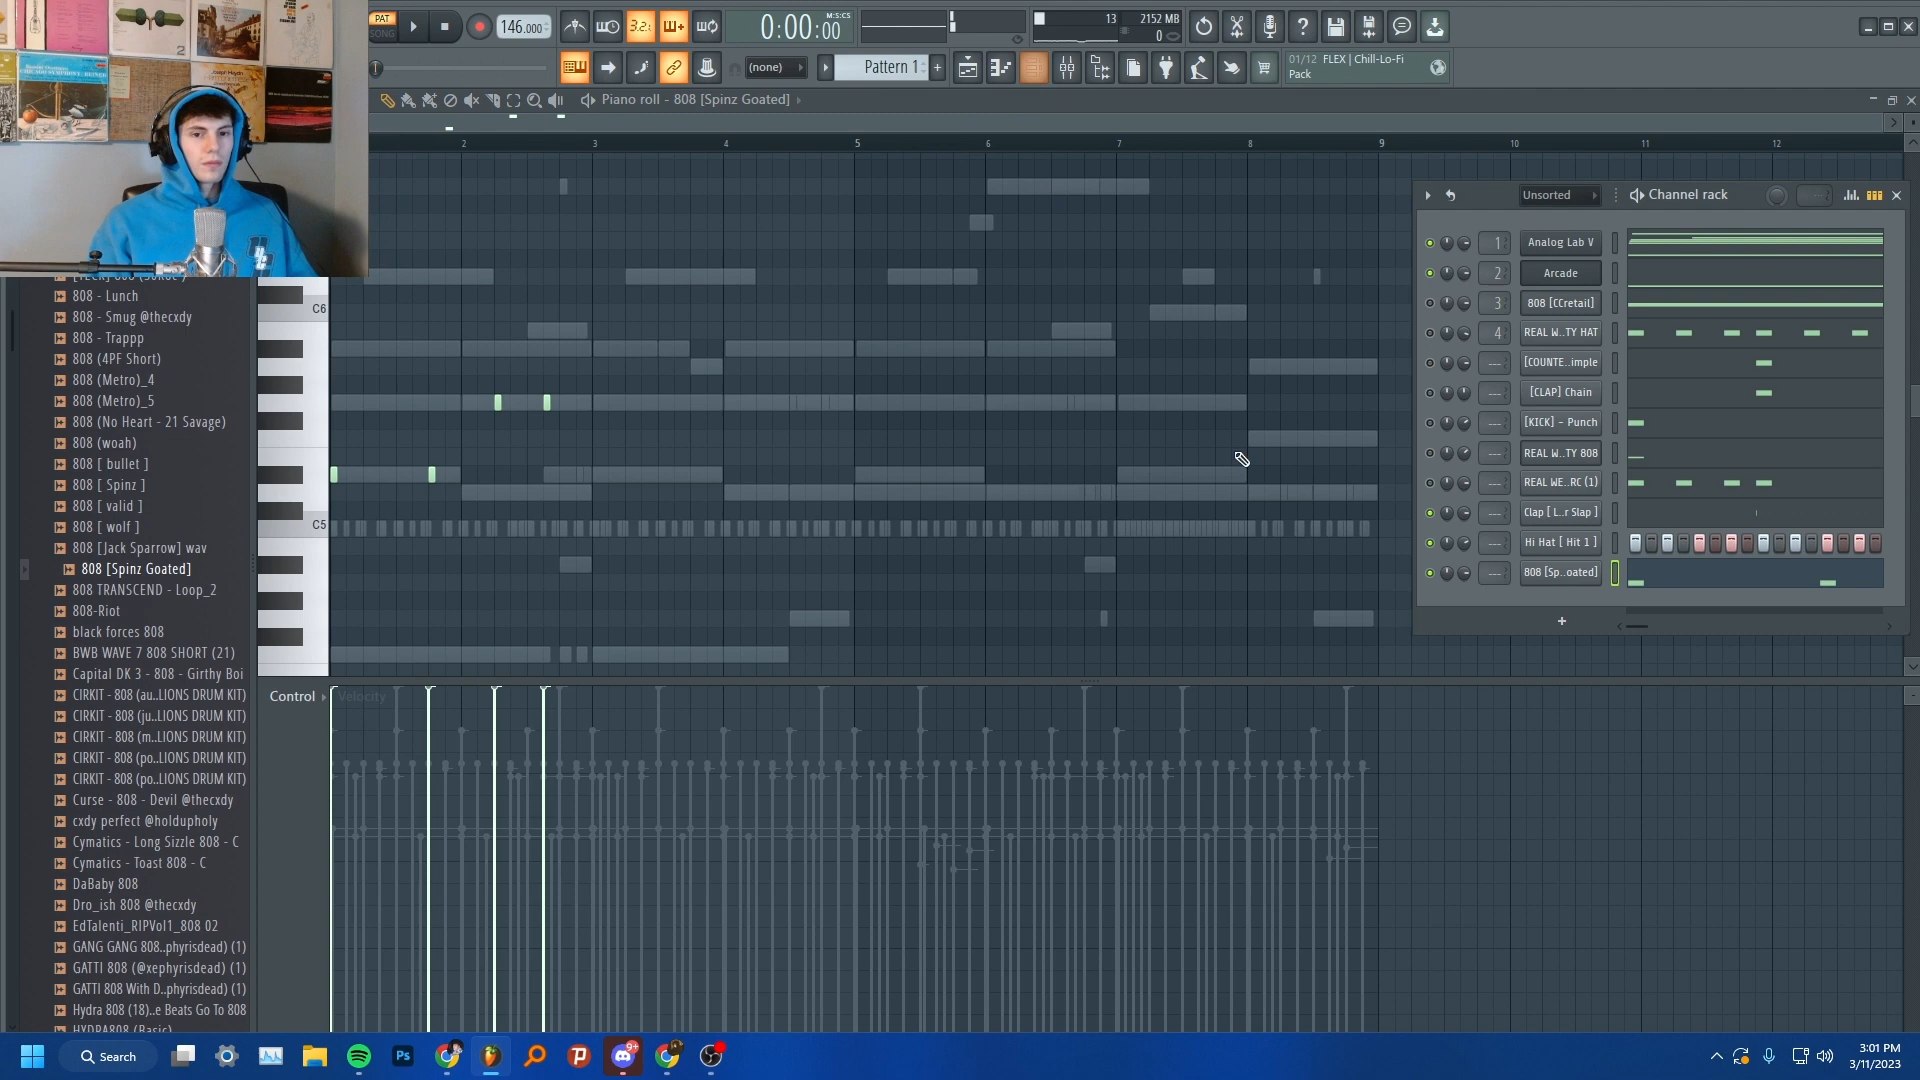 PAT
SONG
146.000
3.2.
0:00:00
M:S:CS
13
2152 MB
0
(none)
Pattern 1
+
01/12 FLEX | Chill-Lo-Fi
Pack
Piano roll - 808 [Spinz Goated]
2
3
4
5
6
7
8
9
10
11
12
C6
C5
Control
Velocity
808 - Lunch
808 - Smug @thecxdy
808 - Trappp
808 (4PF Short)
808 (Metro)_4
808 (Metro)_5
808 (No Heart - 21 Savage)
808 (woah)
808 [ bullet ]
808 [ Spinz ]
808 [ valid ]
808 [ wolf ]
808 [Jack Sparrow] wav
808 [Spinz Goated]
808 TRANSCEND - Loop_2
808-Riot
black forces 808
BWB WAVE 7 808 SHORT (21)
Capital DK 3 - 808 - Girthy Boi
CIRKIT - 808 (au..LIONS DRUM KIT)
CIRKIT - 808 (ju..LIONS DRUM KIT)
CIRKIT - 808 (m..LIONS DRUM KIT)
CIRKIT - 808 (po..LIONS DRUM KIT)
CIRKIT - 808 (po..LIONS DRUM KIT)
Curse - 808 - Devil @thecxdy
cxdy perfect @holdupholy
Cymatics - Long Sizzle 808 - C
Cymatics - Toast 808 - C
DaBaby 808
Dro_ish 808 @thecxdy
EdTalenti_RIPVol1_808 02
GANG GANG 808..phyrisdead) (1)
GATTI 808 (@xephyrisdead) (1)
GATTI 808 With D..phyrisdead) (1)
Hydra 808 (18)..e Beats Go To 808
HYDRA808 (Basic)
Unsorted
Channel rack
1 Analog Lab V
2 Arcade
3 808 [CCretail]
4 REAL W..TY HAT
--- [COUNTE..imple
--- [CLAP] Chain
--- [KICK] - Punch
--- REAL W..TY 808
--- REAL WE..RC (1)
--- Clap [ L..r Slap ]
--- Hi Hat [ Hit 1 ]
--- 808 [Sp..oated]
+
Search
Ps
9+
3:01 PM
3/11/2023